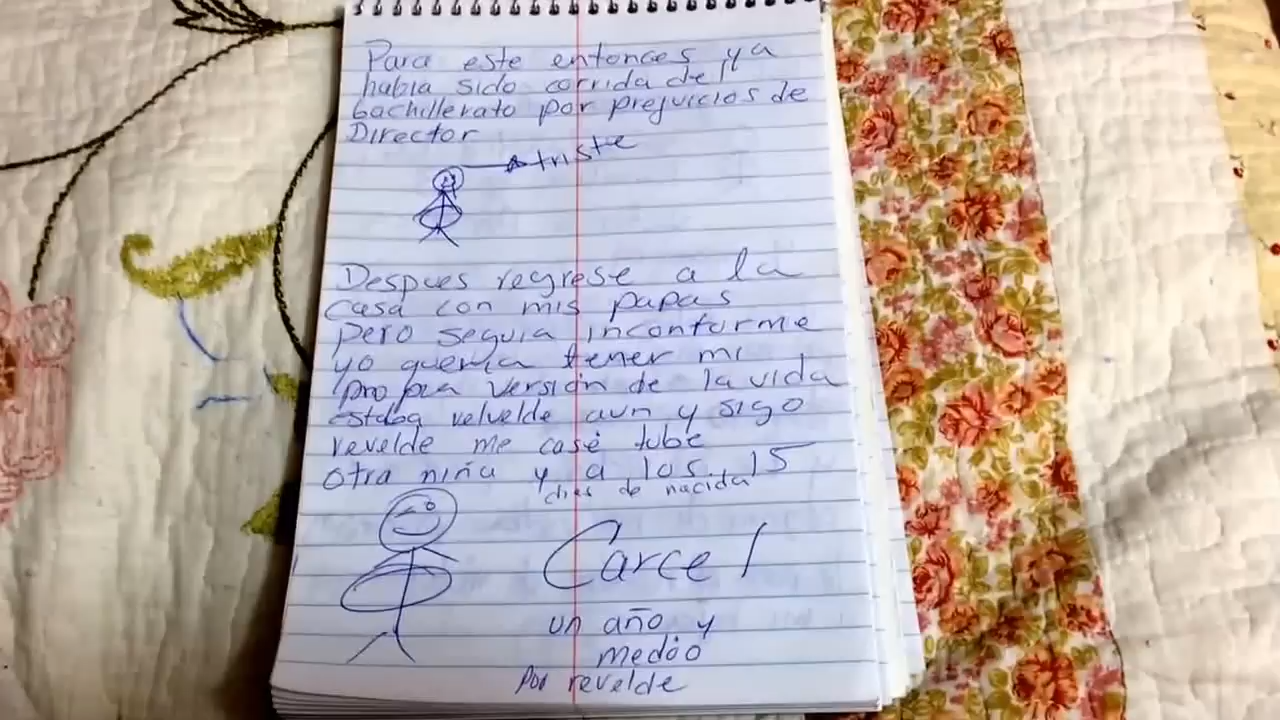 Para este entonces ya
habia sido corrida del
bachillerato por prejuicios de
Director
triste
Despues regrese a la
casa con mis papas
pero seguia inconforme
yo queria tener mi
propia versión de la vida
estaba velvelde aun y sigo
revelde me casé tube
otra niña y a los 15
dias de nacida
Carcel
un año y
medio
Por revelde